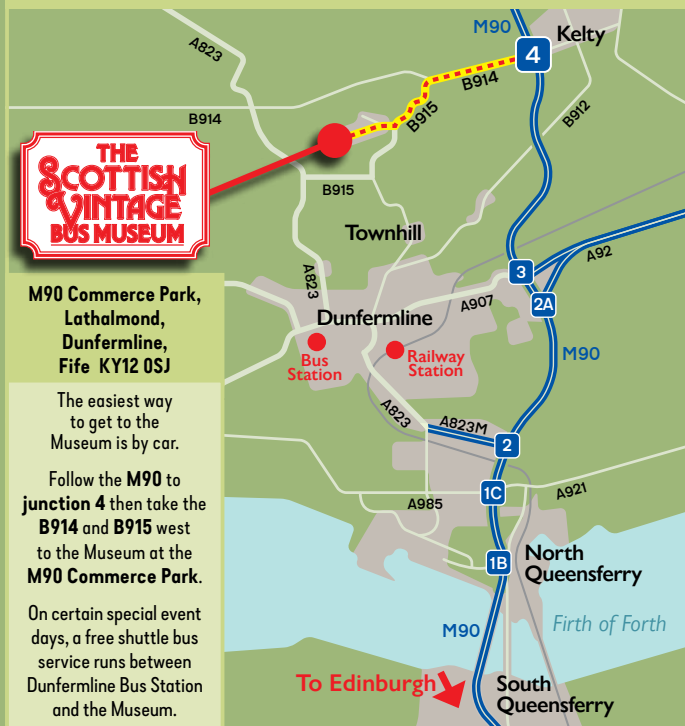 M90
Kelty
4
A823
B914
B915
B912
B914
THE
SCOTTISH
VINTAGE
BUS MUSEUM
B915
Townhill
A823
3
A92
2A
A907
Dunfermline
M90
Bus
Station
Railway
Station
A823
A823M
2
1C
A921
A985
1B
North
Queensferry
M90
Firth of Forth
To Edinburgh
South
Queensferry
M90 Commerce Park,
Lathalmond,
Dunfermline,
Fife KY12 0SJ
The easiest way
to get to the
Museum is by car.
Follow the M90 to
junction 4 then take the
B914 and B915 west
to the Museum at the
M90 Commerce Park.
On certain special event
days, a free shuttle bus
service runs between
Dunfermline Bus Station
and the Museum.